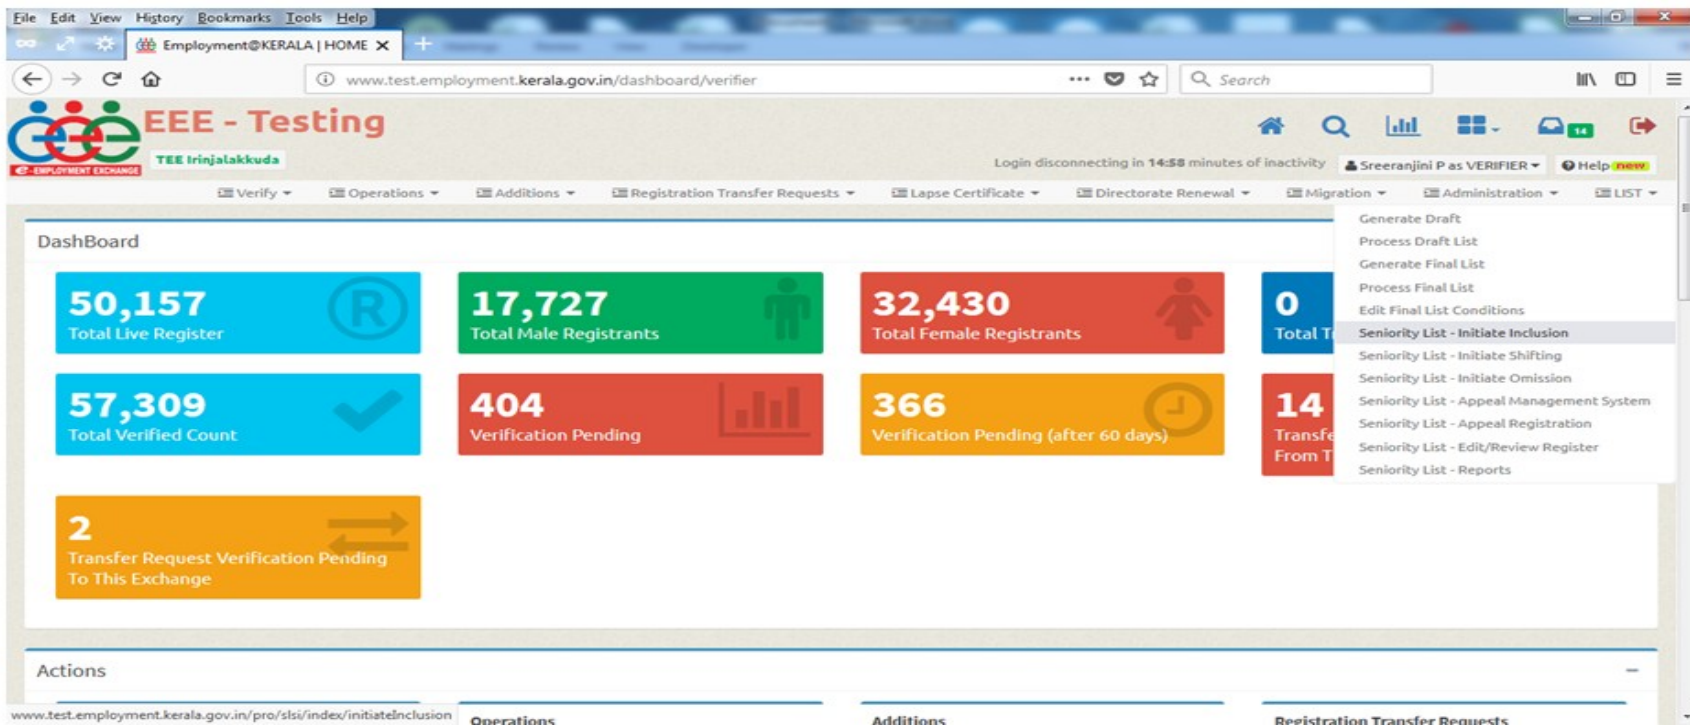 File Edit View History Bookmarks Tools Help
Employment@KERALA | HOME
www.test.employment.kerala.gov.in/dashboard/verifier
Search
EEE - Testing
eee
e-EMPLOYMENT EXCHANGE
TEE Irinjalakkuda
14
Login disconnecting in 14:58 minutes of inactivity
Sreeranjini P as VERIFIER
Help new
Verify Operations Additions Registration Transfer Requests Lapse Certificate Directorate Renewal Migration Administration LIST
Generate Draft
Process Draft List
Generate Final List
Process Final List
Edit Final List Conditions
Seniority List - Initiate Inclusion
Seniority List - Initiate Shifting
Seniority List - Initiate Omission
Seniority List - Appeal Management System
Seniority List - Appeal Registration
Seniority List - Edit/Review Register
Seniority List - Reports
DashBoard
50,157
Total Live Register
R
17,727
Total Male Registrants
32,430
Total Female Registrants
0
Total T
57,309
Total Verified Count
404
Verification Pending
366
Verification Pending (after 60 days)
14
Transfe
From T
2
Transfer Request Verification Pending
To This Exchange
Actions
www.test.employment.kerala.gov.in/pro/slsi/index/initiateInclusion
Operations
Additions
Registration Transfer Requests